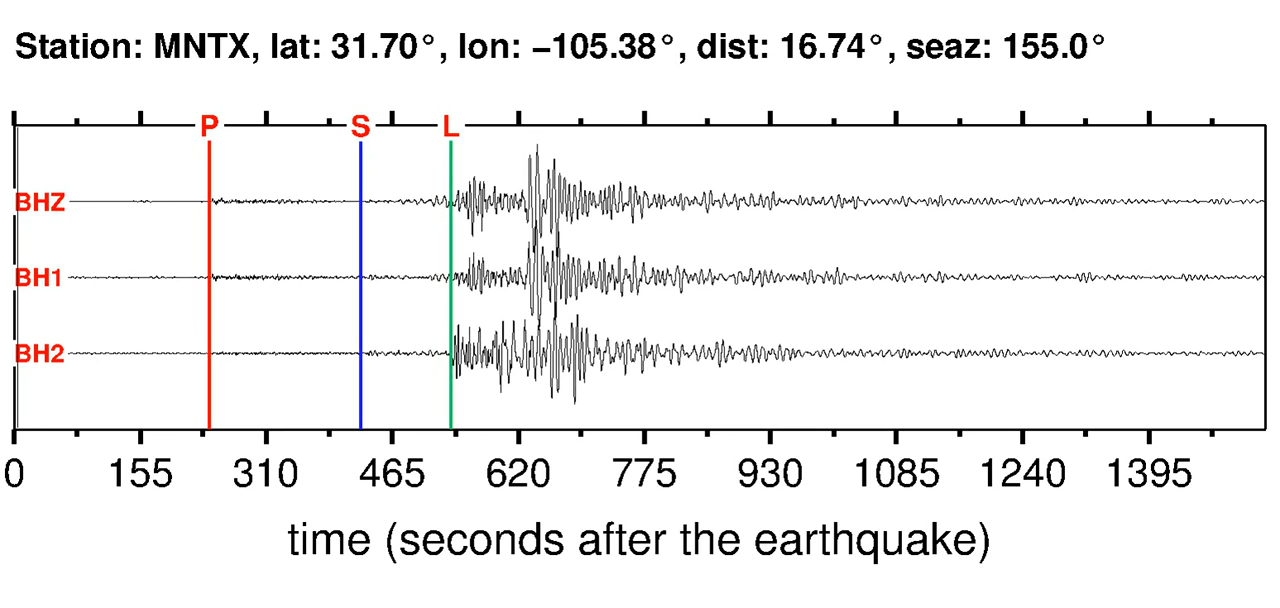 Station: MNTX, lat: 31.70°, lon: −105.38°, dist: 16.74°, seaz: 155.0°
P S L
BHZ
BH1
BH2
0 155 310 465 620 775 930 1085 1240 1395
time (seconds after the earthquake)